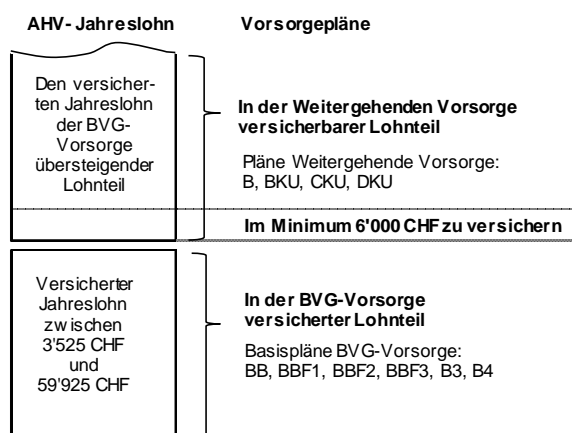 AHV-Jahreslohn Vorsorgepläne
Den versicher-
ten Jahreslohn
der BVG-
Vorsorge
übersteigender
Lohnteil
In der Weitergehenden Vorsorge
versicherbarer Lohnteil
Pläne Weitergehende Vorsorge:
B, BKU, CKU, DKU
Im Minimum 6'000 CHF zu versichern
Versicherter
Jahreslohn
zwischen
3'525 CHF
und
59'925 CHF
In der BVG-Vorsorge
versicherter Lohnteil
Basispläne BVG-Vorsorge:
BB, BBF1, BBF2, BBF3, B3, B4